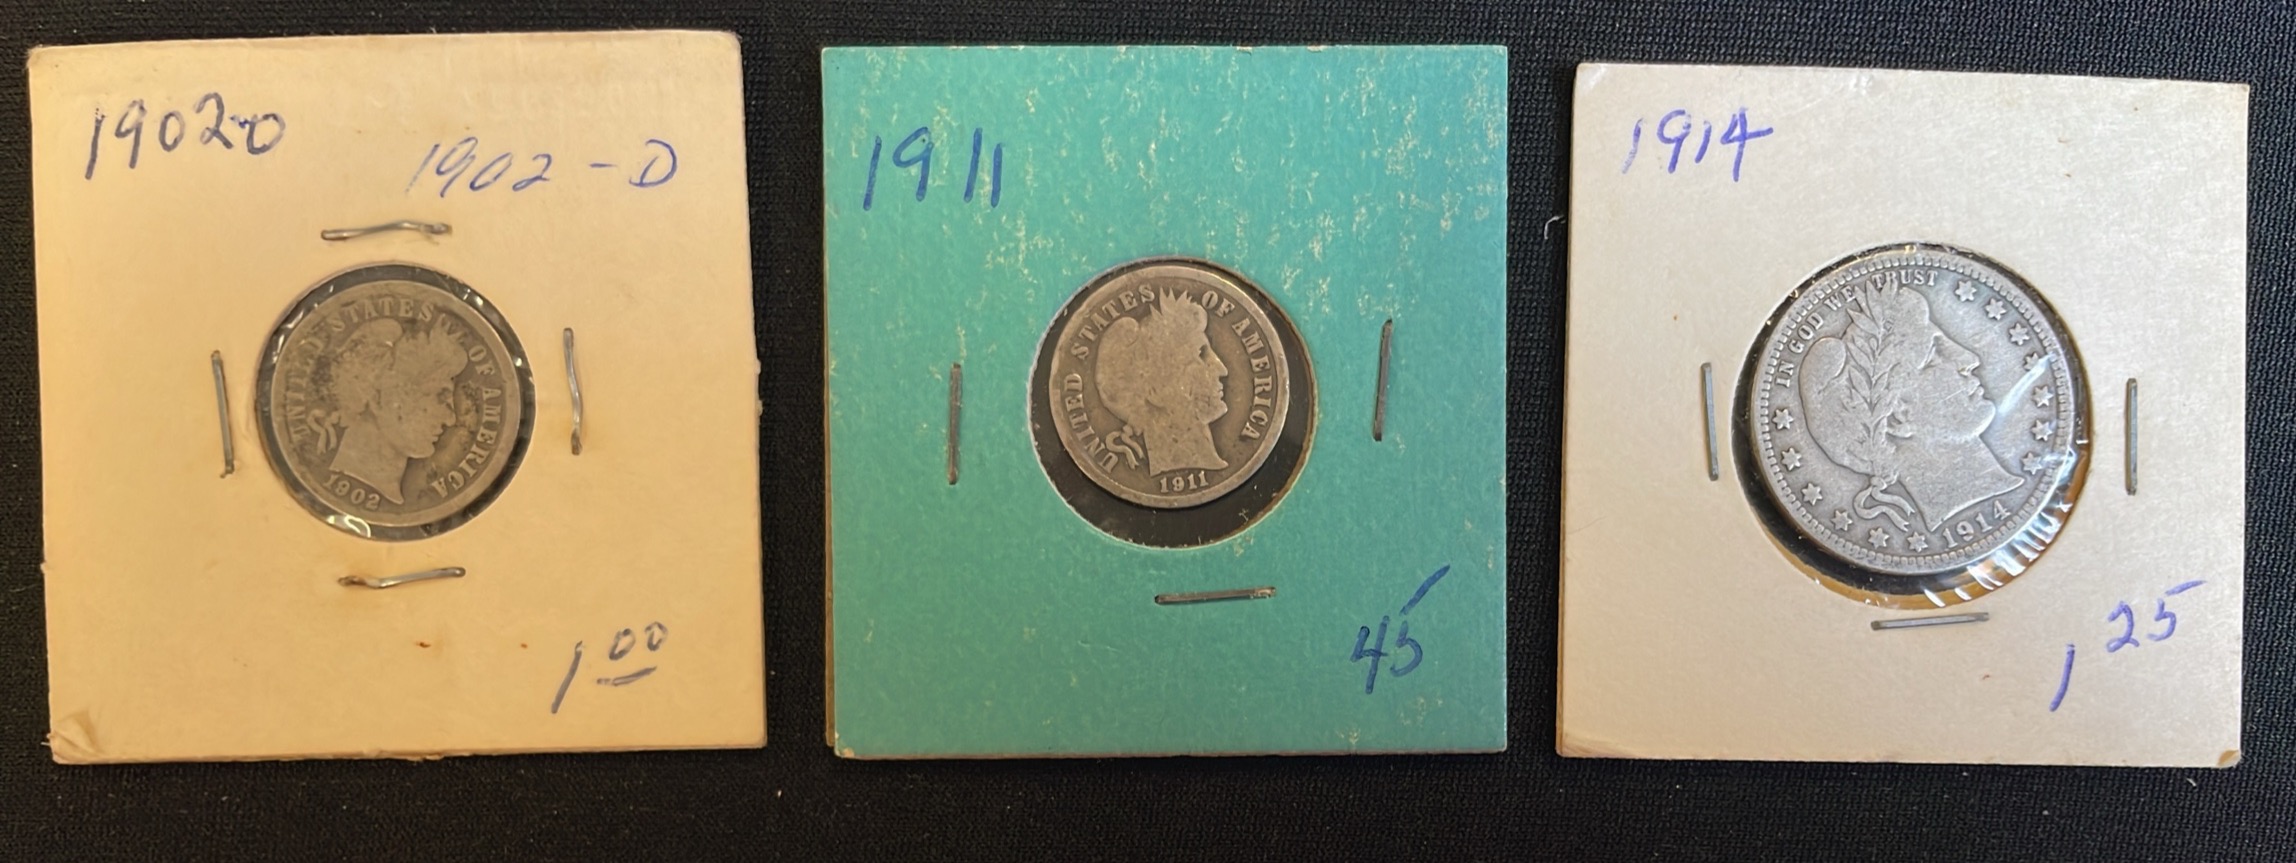 19020
1902-D
UNITED STATES OF AMERICA
1902
1.00
1911
UNITED STATES OF AMERICA
1911
45
1914
IN GOD WE TRUST
1914
1 25